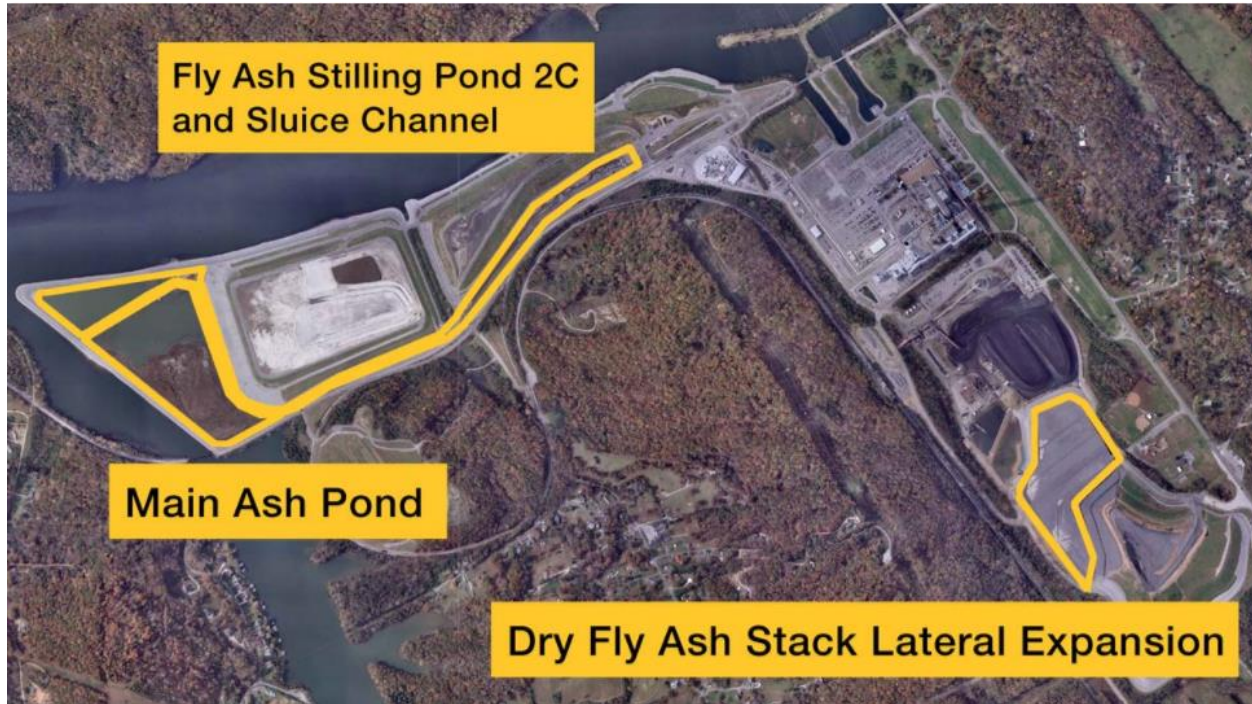 Fly Ash Stilling Pond 2C
and Sluice Channel
Main Ash Pond
Dry Fly Ash Stack Lateral Expansion